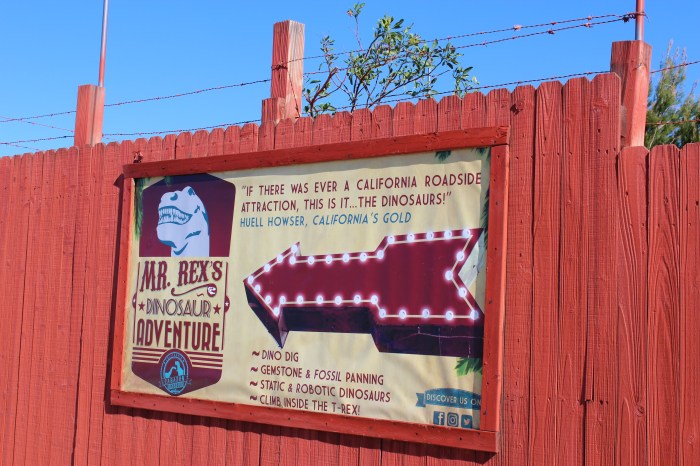 "IF THERE WAS EVER A CALIFORNIA ROADSIDE
ATTRACTION, THIS IS IT...THE DINOSAURS!"
HUELL HOWSER, CALIFORNIA'S GOLD
MR. REX'S
DINOSAUR
ADVENTURE
~ DINO DIG
~ GEMSTONE & FOSSIL PANNING
~ STATIC & ROBOTIC DINOSAURS
~ CLIMB INSIDE THE T-REX!
DISCOVER US ON